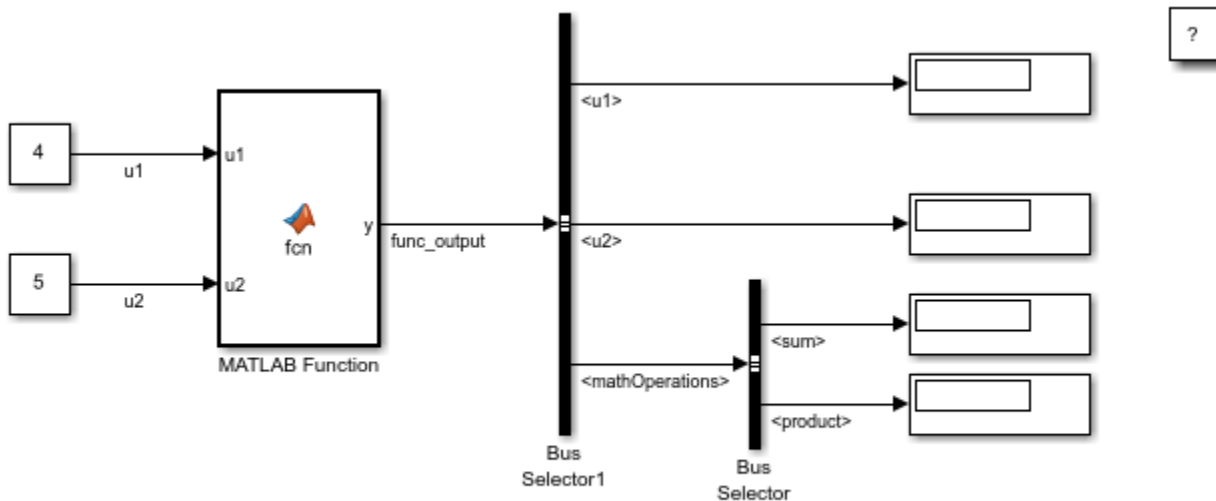 ?
<u1>
4
u1
u1
fcn
y
func_output
<u2>
5
u2
u2
<sum>
MATLAB Function
<mathOperations>
<product>
Bus
Selector1
Bus
Selector